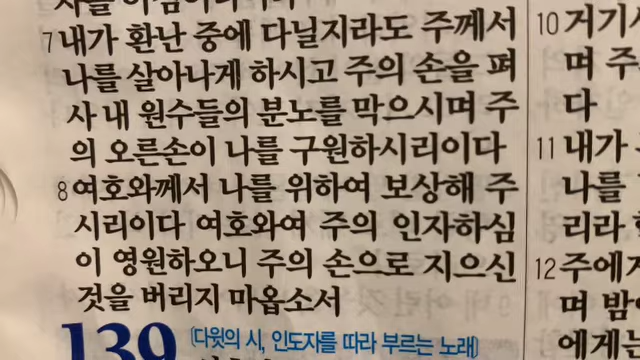 7 내가 환난 중에 다닐지라도 주께서
나를 살아나게 하시고 주의 손을 펴
사 내 원수들의 분노를 막으시며 주
의 오른손이 나를 구원하시리이다
8 여호와께서 나를 위하여 보상해 주
시리이다 여호와여 주의 인자하심
이 영원하오니 주의 손으로 지으신
것을 버리지 마옵소서
139 (다윗의 시, 인도자를 따라 부르는 노래)
10 거기
며 주
다
11 내가
나를
리라
12 주에게
며
에게는